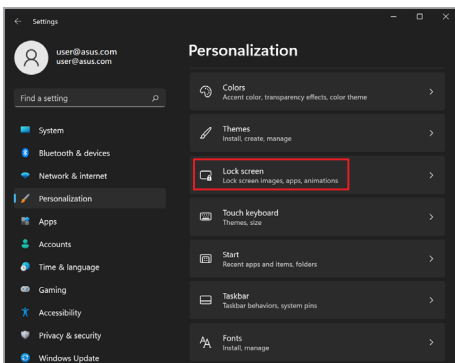 Settings
user@asus.com
user@asus.com
Find a setting
System
Bluetooth & devices
Network & internet
Personalization
Apps
Accounts
Time & language
Gaming
Accessibility
Privacy & security
Windows Update
Personalization
Colors
Accent color, transparency effects, color theme
Themes
Install, create, manage
Lock screen
Lock screen images, apps, animations
Touch keyboard
Themes, size
Start
Recent apps and items, folders
Taskbar
Taskbar behaviors, system pins
Fonts
Install, manage